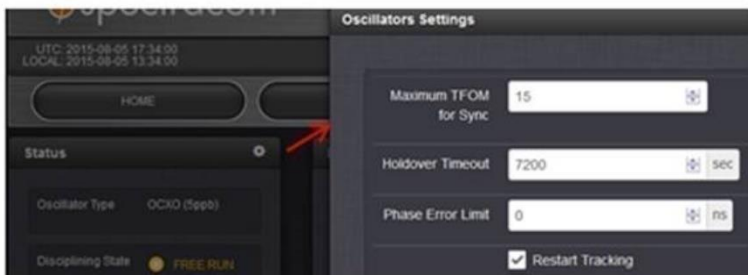 spectracom
Oscillators Settings
UTC: 2015-08-05 17:34:00
LOCAL: 2015-08-05 13:34:00
HOME
Maximum TFOM
for Sync
15
Status
Holdover Timeout
7200
sec
Oscillator Type
OCXO (5ppb)
Phase Error Limit
0
ns
Disciplining State
FREE RUN
Restart Tracking